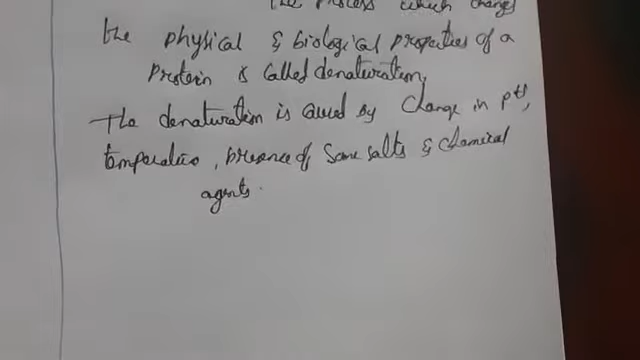 The process which changes
the physical & biological properties of a
protein is called denaturation,
The denaturation is caused by change in pH,
temperature, presence of some salts & chemical
agents.